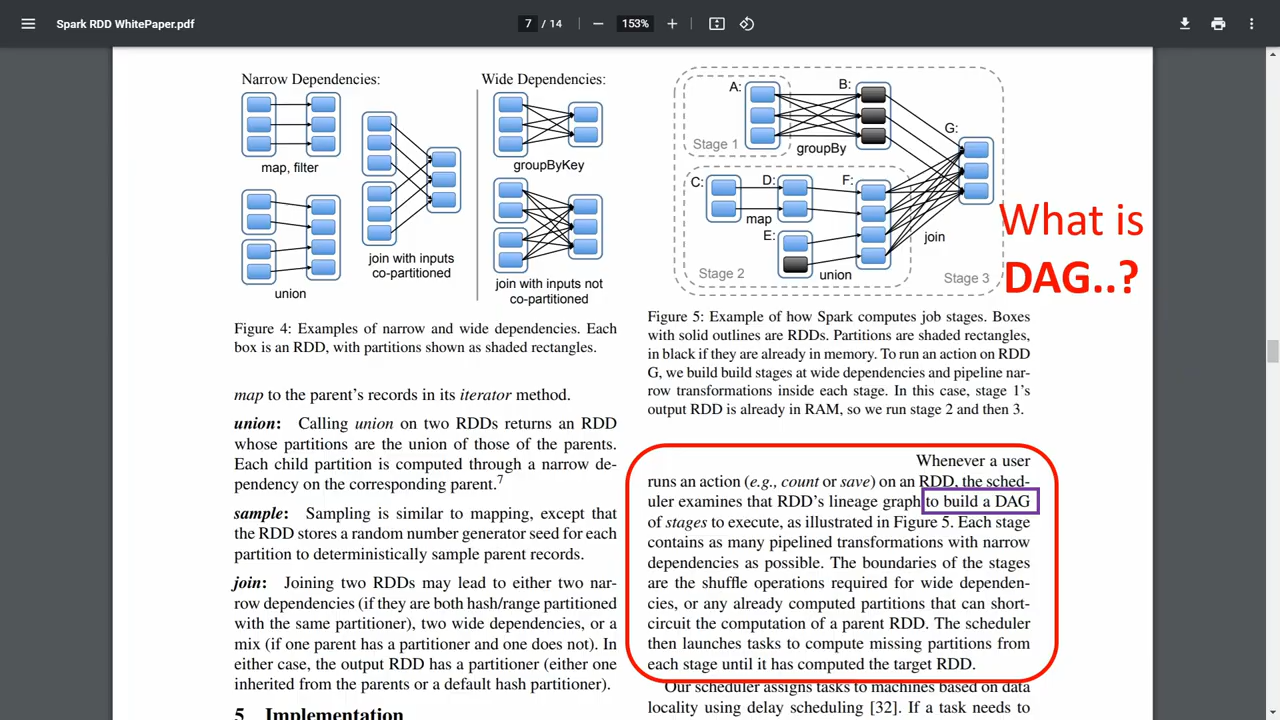 Spark RDD WhitePaper.pdf
7 / 14
153%
Narrow Dependencies:
Wide Dependencies:
map, filter
groupByKey
join with inputs
co-partitioned
union
join with inputs not
co-partitioned
Figure 4: Examples of narrow and wide dependencies. Each
box is an RDD, with partitions shown as shaded rectangles.
map to the parent's records in its iterator method.
union: Calling union on two RDDs returns an RDD
whose partitions are the union of those of the parents.
Each child partition is computed through a narrow de-
pendency on the corresponding parent.7
sample: Sampling is similar to mapping, except that
the RDD stores a random number generator seed for each
partition to deterministically sample parent records.
join: Joining two RDDs may lead to either two nar-
row dependencies (if they are both hash/range partitioned
with the same partitioner), two wide dependencies, or a
mix (if one parent has a partitioner and one does not). In
either case, the output RDD has a partitioner (either one
inherited from the parents or a default hash partitioner).
5 Implementation
A:
B:
G:
Stage 1
groupBy
C:
D:
F:
map
E:
join
Stage 2
union
Stage 3
What is
DAG..?
Figure 5: Example of how Spark computes job stages. Boxes
with solid outlines are RDDs. Partitions are shaded rectangles,
in black if they are already in memory. To run an action on RDD
G, we build build stages at wide dependencies and pipeline nar-
row transformations inside each stage. In this case, stage 1's
output RDD is already in RAM, so we run stage 2 and then 3.
Whenever a user
runs an action (e.g., count or save) on an RDD, the sched-
uler examines that RDD's lineage graph to build a DAG
of stages to execute, as illustrated in Figure 5. Each stage
contains as many pipelined transformations with narrow
dependencies as possible. The boundaries of the stages
are the shuffle operations required for wide dependen-
cies, or any already computed partitions that can short-
circuit the computation of a parent RDD. The scheduler
then launches tasks to compute missing partitions from
each stage until it has computed the target RDD.
Our scheduler assigns tasks to machines based on data
locality using delay scheduling [32]. If a task needs to